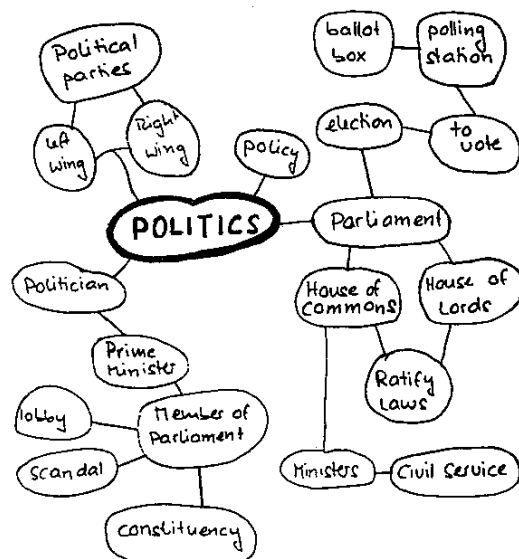 Political
parties
left
wing
Right
wing
policy
ballot
box
polling
station
election
to
vote
POLITICS
Parliament
Politician
House of
Commons
House of
Lords
Prime
Minister
Ratify
Laws
lobby
Member of
Parliament
scandal
Ministers
Civil Service
constituency